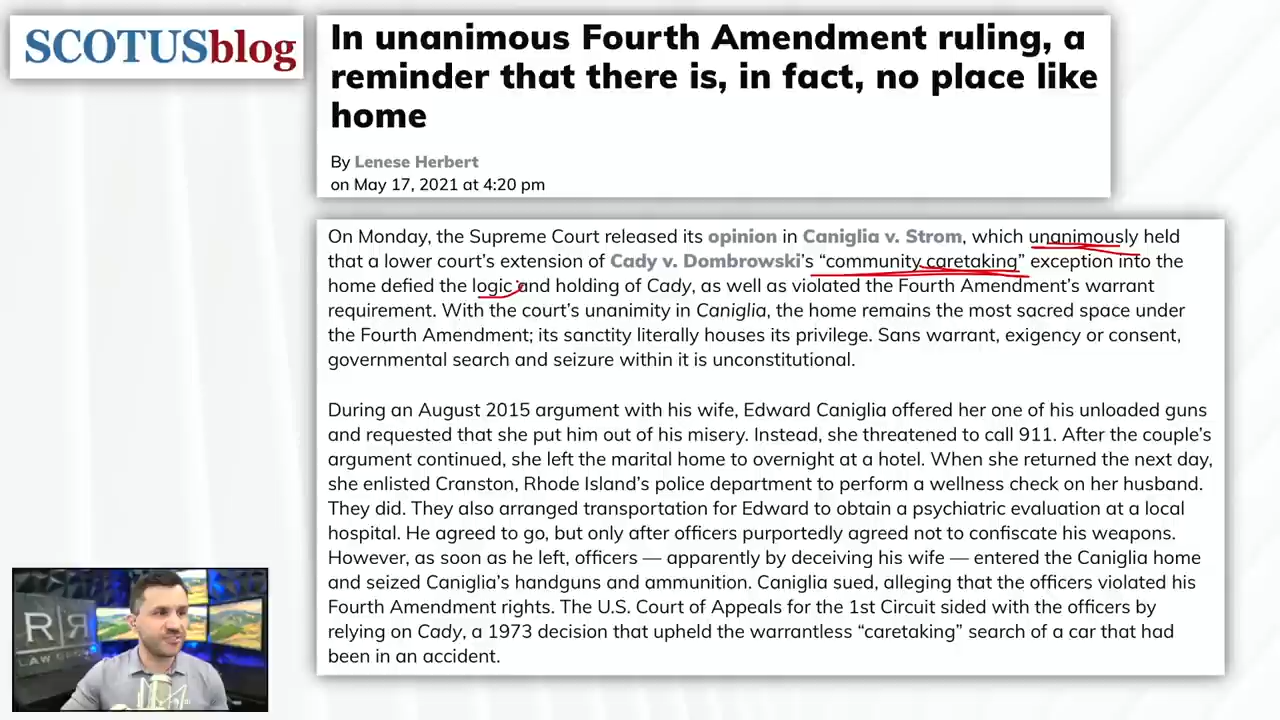 SCOTUSblog
In unanimous Fourth Amendment ruling, a
reminder that there is, in fact, no place like
home
By Lenese Herbert
on May 17, 2021 at 4:20 pm
On Monday, the Supreme Court released its opinion in Caniglia v. Strom, which unanimously held
that a lower court's extension of Cady v. Dombrowski's “community caretaking” exception into the
home defied the logic and holding of Cady, as well as violated the Fourth Amendment's warrant
requirement. With the court's unanimity in Caniglia, the home remains the most sacred space under
the Fourth Amendment; its sanctity literally houses its privilege. Sans warrant, exigency or consent,
governmental search and seizure within it is unconstitutional.
During an August 2015 argument with his wife, Edward Caniglia offered her one of his unloaded guns
and requested that she put him out of his misery. Instead, she threatened to call 911. After the couple's
argument continued, she left the marital home to overnight at a hotel. When she returned the next day,
she enlisted Cranston, Rhode Island's police department to perform a wellness check on her husband.
They did. They also arranged transportation for Edward to obtain a psychiatric evaluation at a local
hospital. He agreed to go, but only after officers purportedly agreed not to confiscate his weapons.
However, as soon as he left, officers — apparently by deceiving his wife — entered the Caniglia home
and seized Caniglia's handguns and ammunition. Caniglia sued, alleging that the officers violated his
Fourth Amendment rights. The U.S. Court of Appeals for the 1st Circuit sided with the officers by
relying on Cady, a 1973 decision that upheld the warrantless “caretaking” search of a car that had
been in an accident.
R|R
LAW